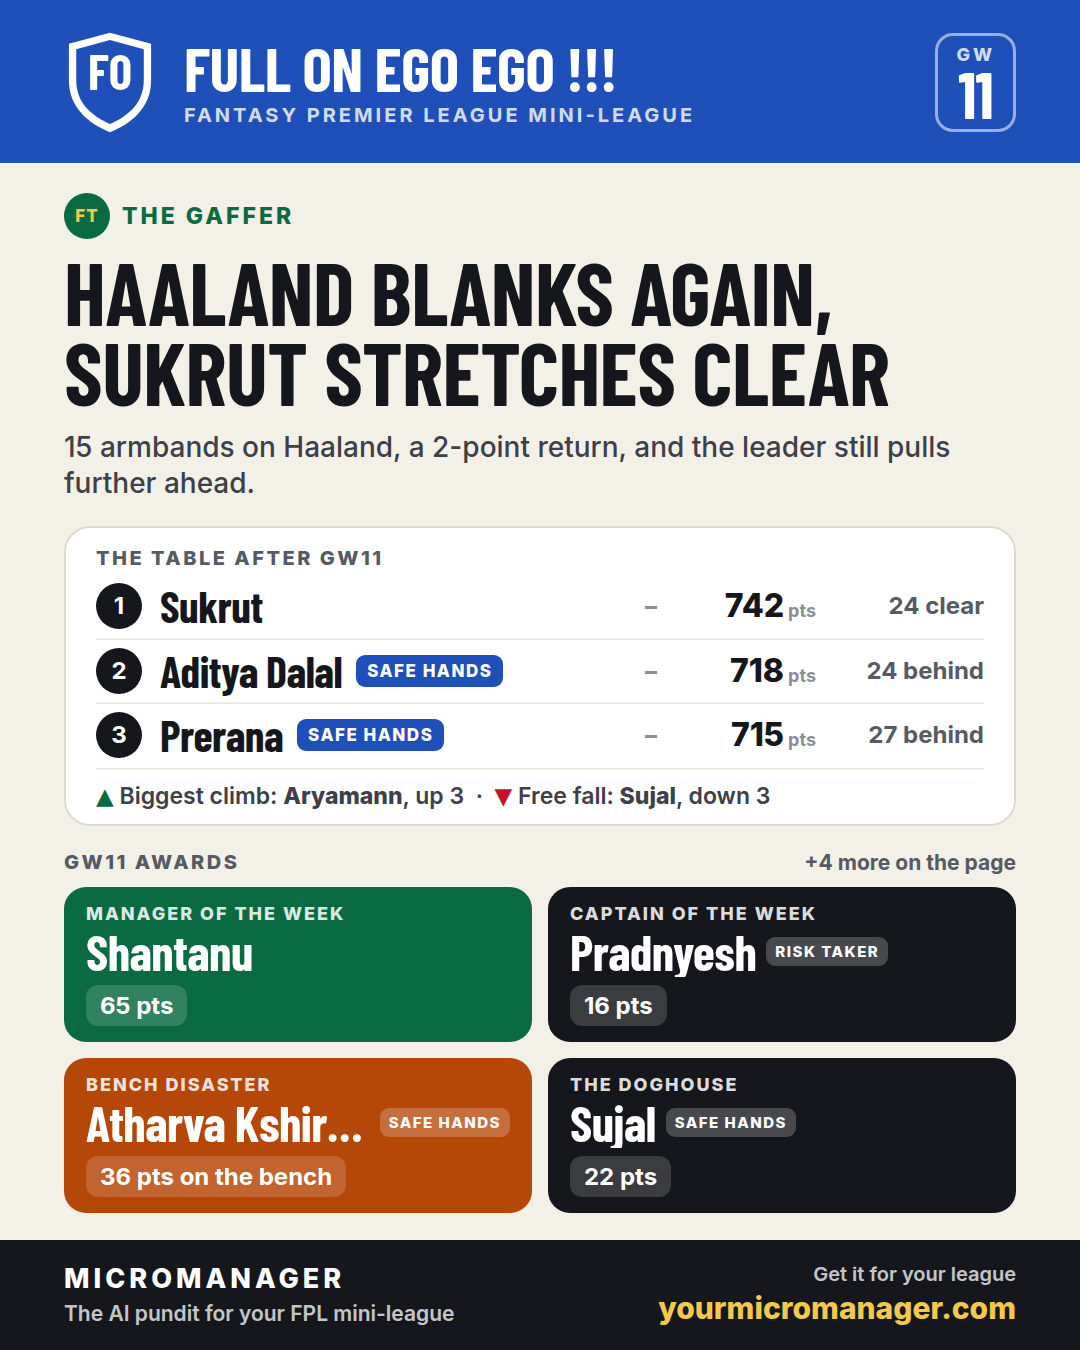 FO
FULL ON EGO EGO !!!
FANTASY PREMIER LEAGUE MINI-LEAGUE
GW
11
FT THE GAFFER
HAALAND BLANKS AGAIN,
SUKRUT STRETCHES CLEAR
15 armbands on Haaland, a 2-point return, and the leader still pulls
further ahead.
THE TABLE AFTER GW11
1 Sukrut – 742 pts 24 clear
2 Aditya Dalal SAFE HANDS – 718 pts 24 behind
3 Prerana SAFE HANDS – 715 pts 27 behind
▲ Biggest climb: Aryamann, up 3 · ▼ Free fall: Sujal, down 3
GW11 AWARDS +4 more on the page
MANAGER OF THE WEEK
Shantanu
65 pts
CAPTAIN OF THE WEEK
Pradnyesh RISK TAKER
16 pts
BENCH DISASTER
Atharva Kshir... SAFE HANDS
36 pts on the bench
THE DOGHOUSE
Sujal SAFE HANDS
22 pts
MICROMANAGER
The AI pundit for your FPL mini-league
Get it for your league
yourmicromanager.com